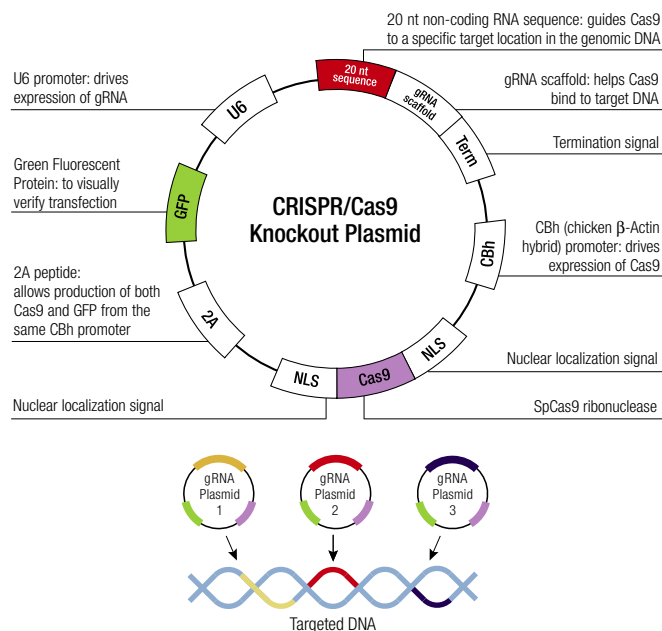 20 nt non-coding RNA sequence: guides Cas9
to a specific target location in the genomic DNA
U6 promoter: drives
expression of gRNA
20 nt
sequence
gRNA
scaffold
gRNA scaffold: helps Cas9
bind to target DNA
U6
Term
Termination signal
Green Fluorescent
Protein: to visually
verify transfection
GFP
CRISPR/Cas9
Knockout Plasmid
CBh
CBh (chicken β-Actin
hybrid) promoter: drives
expression of Cas9
2A peptide:
allows production of both
Cas9 and GFP from the
same CBh promoter
2A
NLS
Cas9
NLS
Nuclear localization signal
Nuclear localization signal
SpCas9 ribonuclease
gRNA
Plasmid
1
gRNA
Plasmid
2
gRNA
Plasmid
3
Targeted DNA